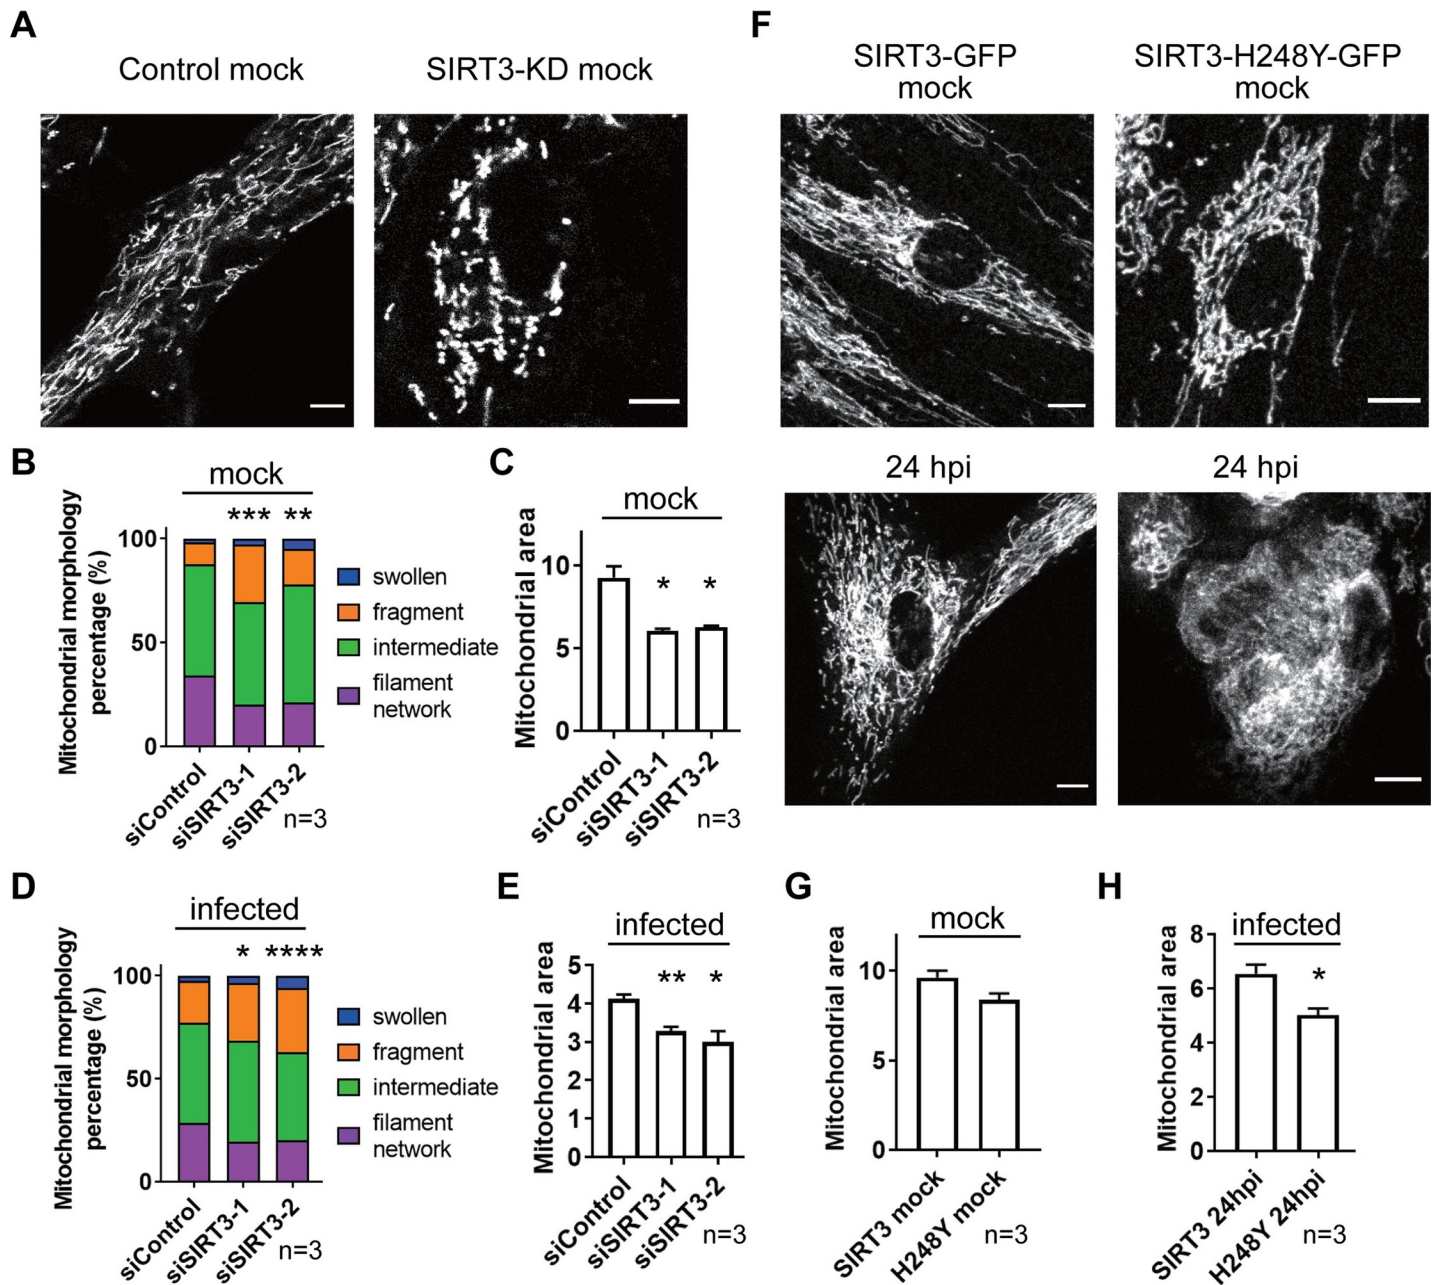 A
Control mock
SIRT3-KD mock
F
SIRT3-GFP
mock
SIRT3-H248Y-GFP
mock
24 hpi
24 hpi
B
mock
*** **
Mitochondrial morphology
percentage (%)
100
50
0
swollen
fragment
intermediate
filament
network
siControl
siSIRT3-1
siSIRT3-2
n=3
C
mock
* *
Mitochondrial area
10
5
0
siControl
siSIRT3-1
siSIRT3-2
n=3
D
infected
* ****
Mitochondrial morphology
percentage (%)
100
50
0
swollen
fragment
intermediate
filament
network
siControl
siSIRT3-1
siSIRT3-2
n=3
E
infected
** *
Mitochondrial area
5
4
3
2
1
0
siControl
siSIRT3-1
siSIRT3-2
n=3
G
mock
Mitochondrial area
10
5
0
SIRT3 mock
H248Y mock
n=3
H
infected
*
Mitochondrial area
8
6
4
2
0
SIRT3 24hpi
H248Y 24hpi
n=3